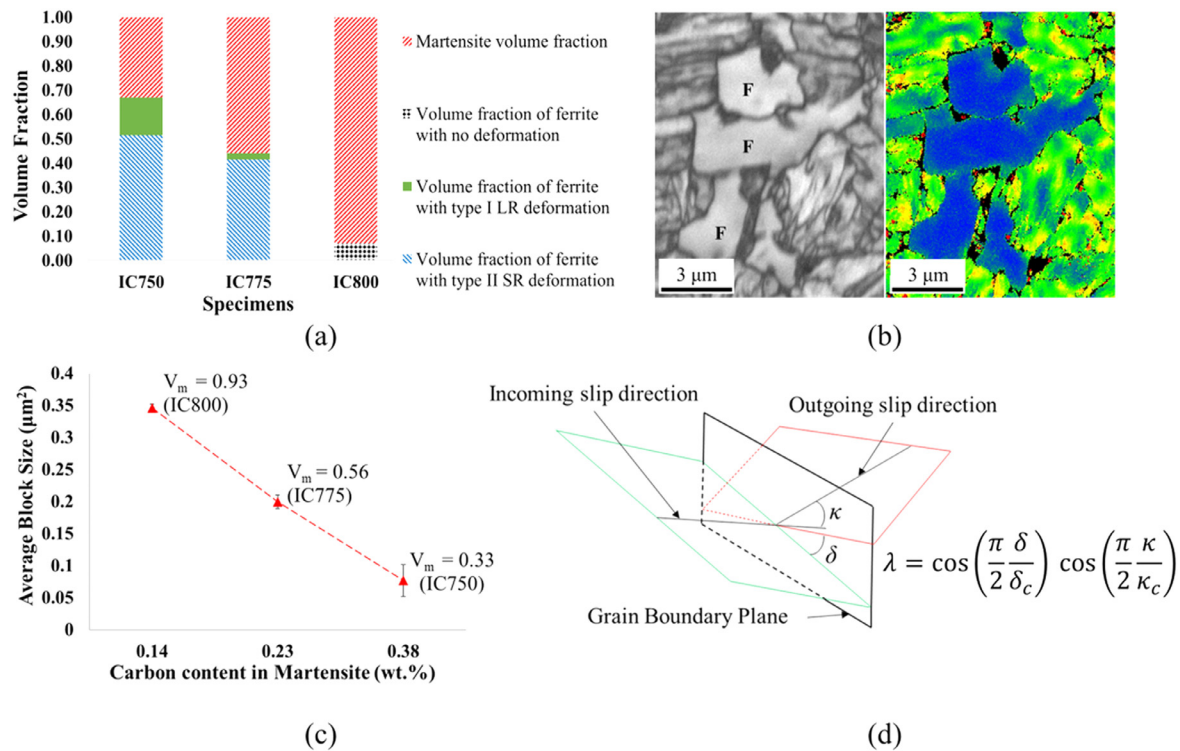 1.00
0.90
0.80
0.70
0.60
0.50
0.40
0.30
0.20
0.10
0.00
Volume Fraction
IC750 IC775 IC800
Specimens
Martensite volume fraction
Volume fraction of ferrite
with no deformation
Volume fraction of ferrite
with type I LR deformation
Volume fraction of ferrite
with type II SR deformation
(a)
F
F
F
3 μm
3 μm
(b)
0.4
0.35
0.3
0.25
0.2
0.15
0.1
0.05
0
Average Block Size (μm²)
Vₘ = 0.93
(IC800)
Vₘ = 0.56
(IC775)
Vₘ = 0.33
(IC750)
0.14 0.23 0.38
Carbon content in Martensite (wt.%)
(c)
Incoming slip direction
Outgoing slip direction
κ
δ
Grain Boundary Plane
λ = cos(π/2 δ/δ_c) cos(π/2 κ/κ_c)
(d)